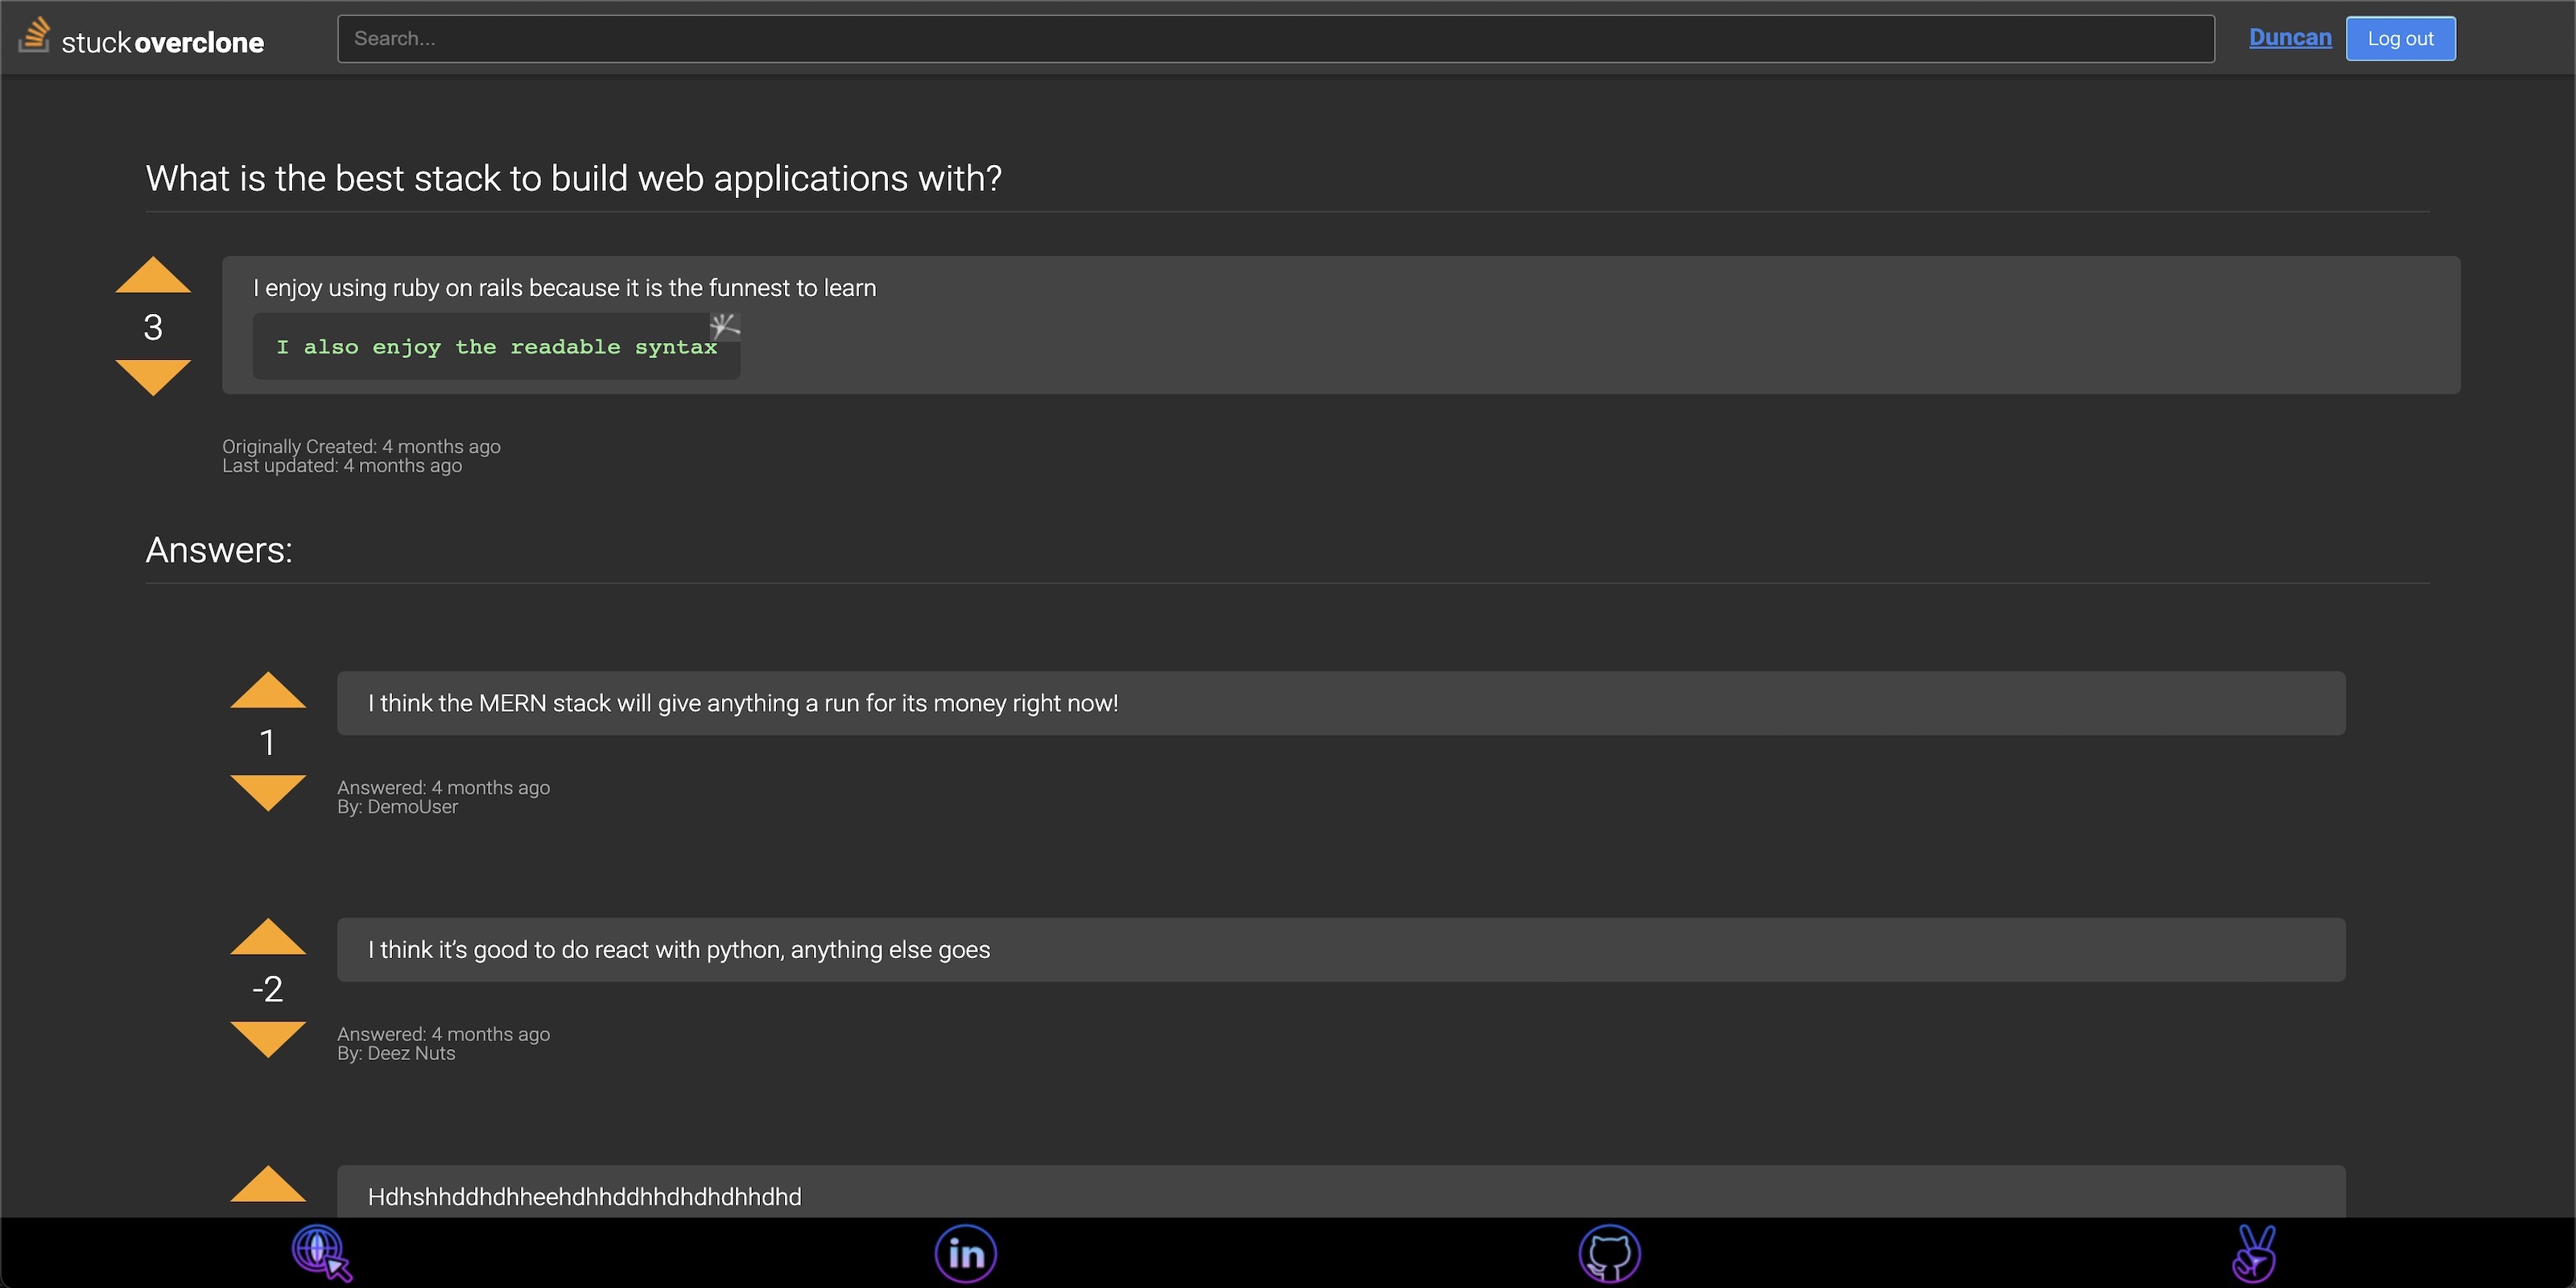 stuckoverclone
Search...
Duncan
Log out
What is the best stack to build web applications with?
3
I enjoy using ruby on rails because it is the funnest to learn
I also enjoy the readable syntax
Originally Created: 4 months ago
Last updated: 4 months ago
Answers:
1
I think the MERN stack will give anything a run for its money right now!
Answered: 4 months ago
By: DemoUser
-2
I think it’s good to do react with python, anything else goes
Answered: 4 months ago
By: Deez Nuts
Hdhshhddhdhheehdhhddhhdhdhdhhdhd
in